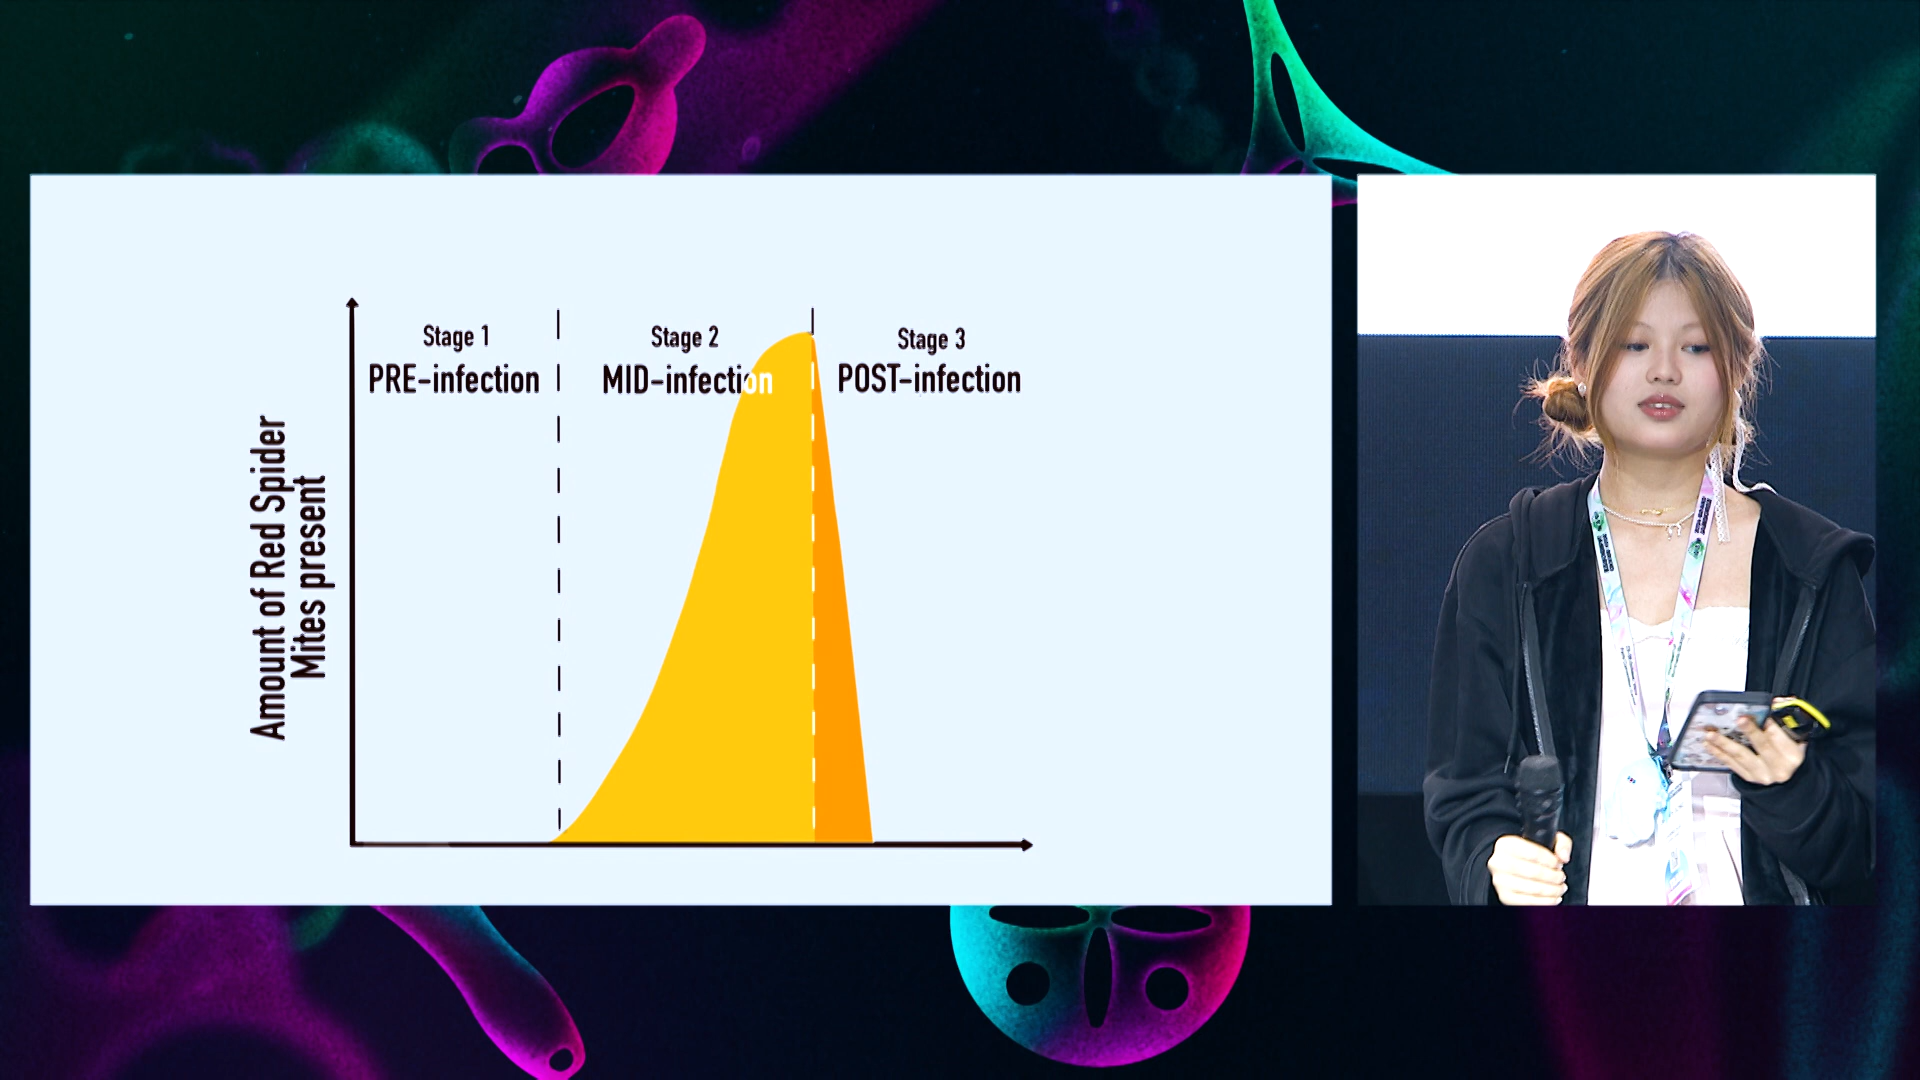 Stage 1
PRE-infection
Stage 2
MID-infection
Stage 3
POST-infection
Amount of Red Spider
Mites present